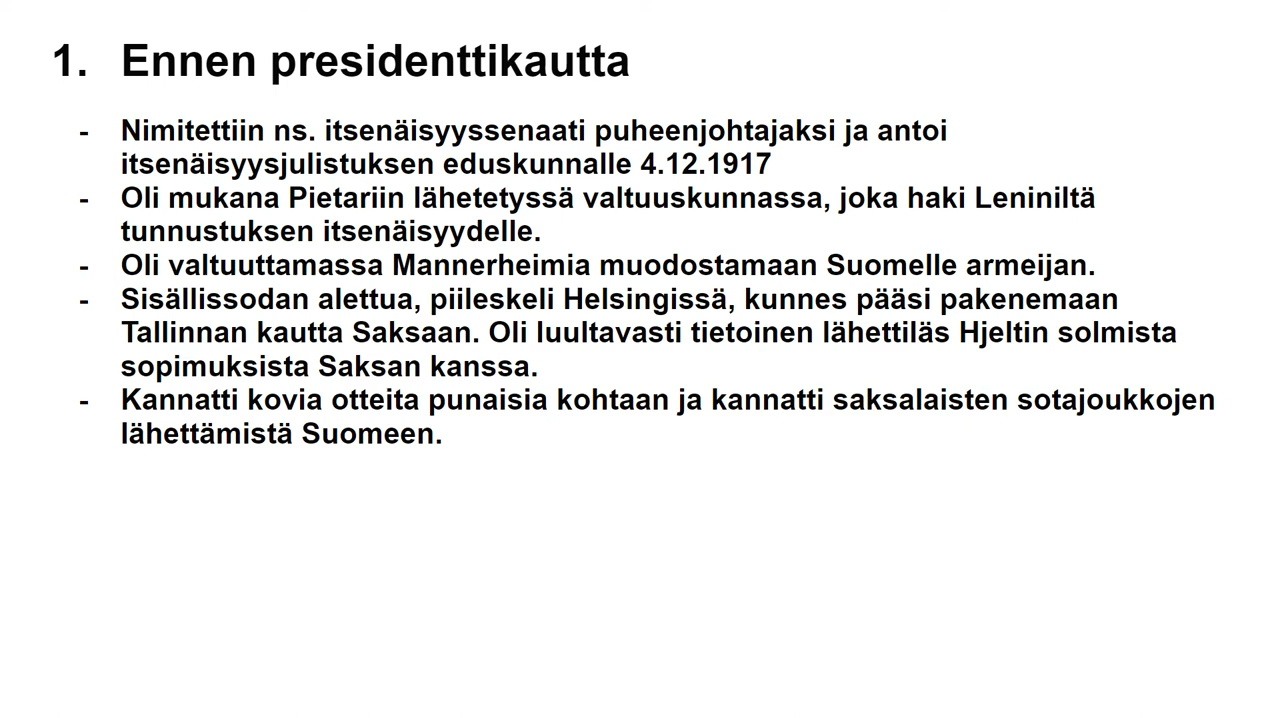 1. Ennen presidenttikautta
- Nimitettiin ns. itsenäisyyssenaati puheenjohtajaksi ja antoi
itsenäisyysjulistuksen eduskunnalle 4.12.1917
- Oli mukana Pietariin lähetetyssä valtuuskunnassa, joka haki Leniniltä
tunnustuksen itsenäisyydelle.
- Oli valtuuttamassa Mannerheimia muodostamaan Suomelle armeijan.
- Sisällissodan alettua, piileskeli Helsingissä, kunnes pääsi pakenemaan
Tallinnan kautta Saksaan. Oli luultavasti tietoinen lähettiläs Hjeltin solmista
sopimuksista Saksan kanssa.
- Kannatti kovia otteita punaisia kohtaan ja kannatti saksalaisten sotajoukkojen
lähettämistä Suomeen.